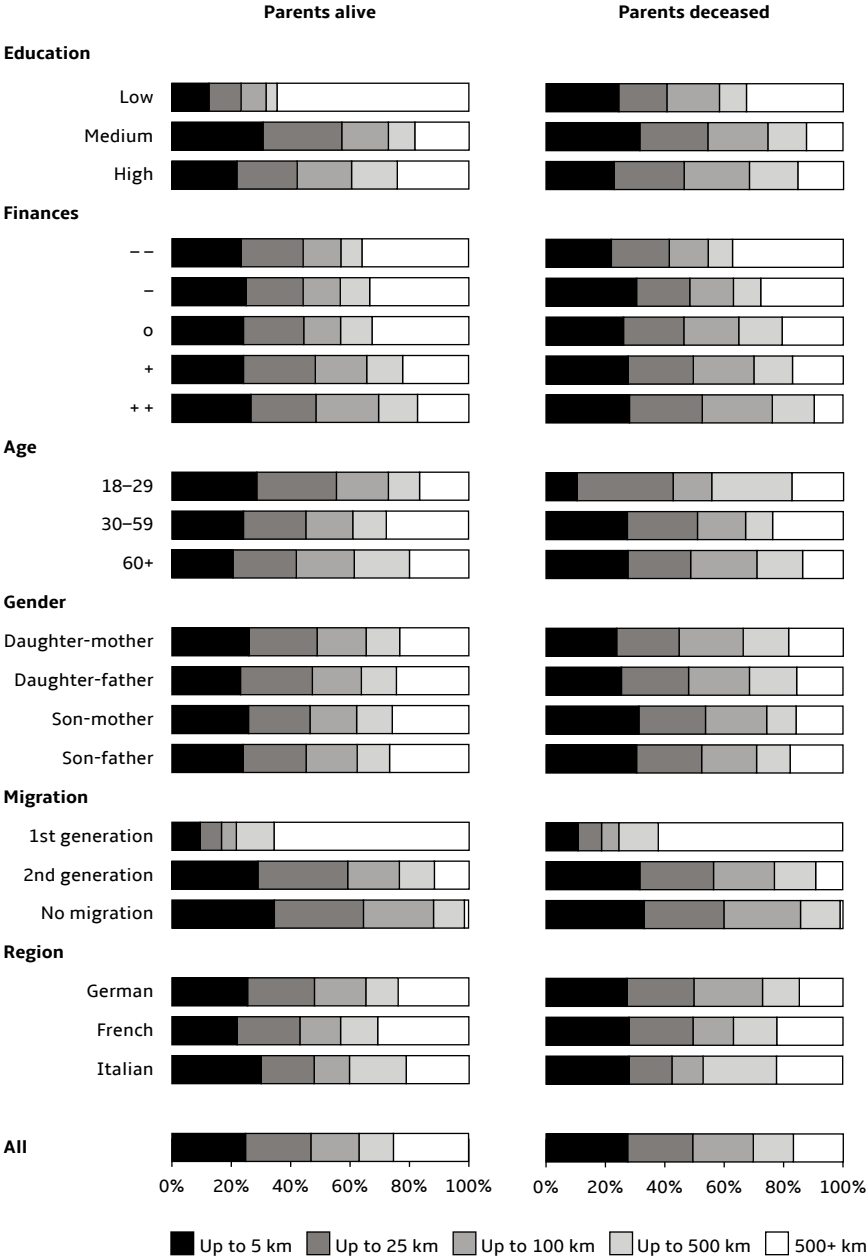 Parents alive Parents deceased
Education
Low
Medium
High
Finances
– –
–
o
+
+ +
Age
18–29
30–59
60+
Gender
Daughter-mother
Daughter-father
Son-mother
Son-father
Migration
1st generation
2nd generation
No migration
Region
German
French
Italian
All
0% 20% 40% 60% 80% 100% 0% 20% 40% 60% 80% 100%
Up to 5 km Up to 25 km Up to 100 km Up to 500 km 500+ km